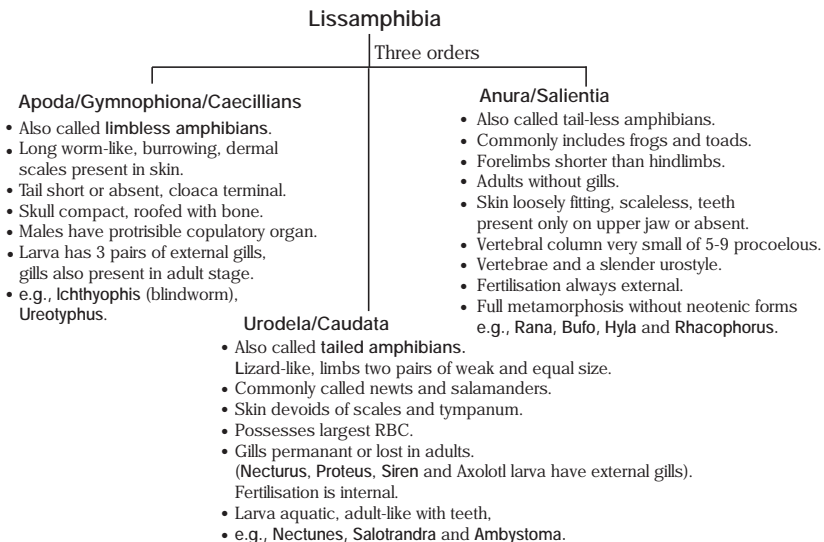 Lissamphibia
Three orders
Apoda/Gymnophiona/Caecillians
• Also called limbless amphibians.
• Long worm-like, burrowing, dermal
scales present in skin.
• Tail short or absent, cloaca terminal.
• Skull compact, roofed with bone.
• Males have protrisible copulatory organ.
• Larva has 3 pairs of external gills,
gills also present in adult stage.
• e.g., Ichthyophis (blindworm),
Ureotyphus.
Anura/Salientia
• Also called tail-less amphibians.
• Commonly includes frogs and toads.
• Forelimbs shorter than hindlimbs.
• Adults without gills.
• Skin loosely fitting, scaleless, teeth
present only on upper jaw or absent.
• Vertebral column very small of 5-9 procoelous.
• Vertebrae and a slender urostyle.
• Fertilisation always external.
• Full metamorphosis without neotenic forms
e.g., Rana, Bufo, Hyla and Rhacophorus.
Urodela/Caudata
• Also called tailed amphibians.
Lizard-like, limbs two pairs of weak and equal size.
• Commonly called newts and salamanders.
• Skin devoids of scales and tympanum.
• Possesses largest RBC.
• Gills permanant or lost in adults.
(Necturus, Proteus, Siren and Axolotl larva have external gills).
Fertilisation is internal.
• Larva aquatic, adult-like with teeth,
• e.g., Nectunes, Salotrandra and Ambystoma.